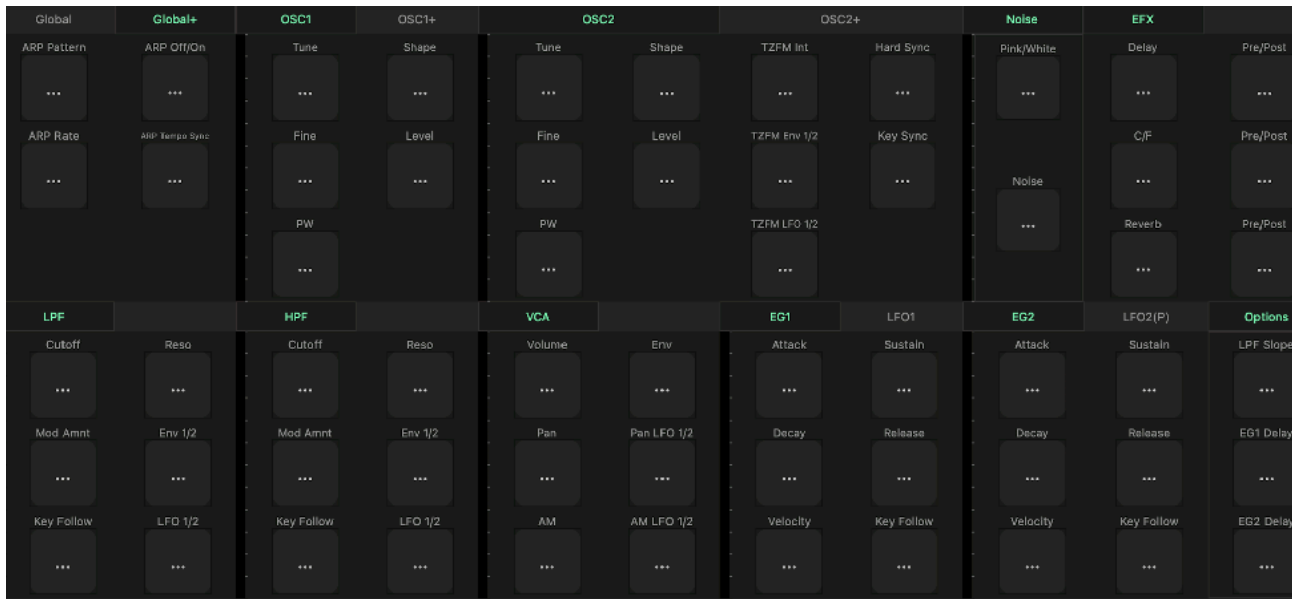 Global Global+ OSC1 OSC1+ OSC2 OSC2+ Noise EFX
ARP Pattern ARP Off/On Tune Shape Tune Shape TZFM Int Hard Sync Pink/White Delay Pre/Post
... ... ... ... ... ... ... ... ... ... ...
ARP Rate ARP Tempo Sync Fine Level Fine Level TZFM Env 1/2 Key Sync C/F Pre/Post
... ... ... ... ... ... ... ... ... ...
Noise
PW PW TZFM LFO 1/2 ... Reverb Pre/Post
... ... ... ... ...
LPF HPF VCA EG1 LFO1 EG2 LFO2(P) Options
Cutoff Reso Cutoff Reso Volume Env Attack Sustain Attack Sustain LPF Slope
... ... ... ... ... ... ... ... ... ... ...
Mod Amnt Env 1/2 Mod Amnt Env 1/2 Pan Pan LFO 1/2 Decay Release Decay Release EG1 Delay
... ... ... ... ... ... ... ... ... ... ...
Key Follow LFO 1/2 Key Follow LFO 1/2 AM AM LFO 1/2 Velocity Key Follow Velocity Key Follow EG2 Delay
... ... ... ... ... ... ... ... ... ... ...